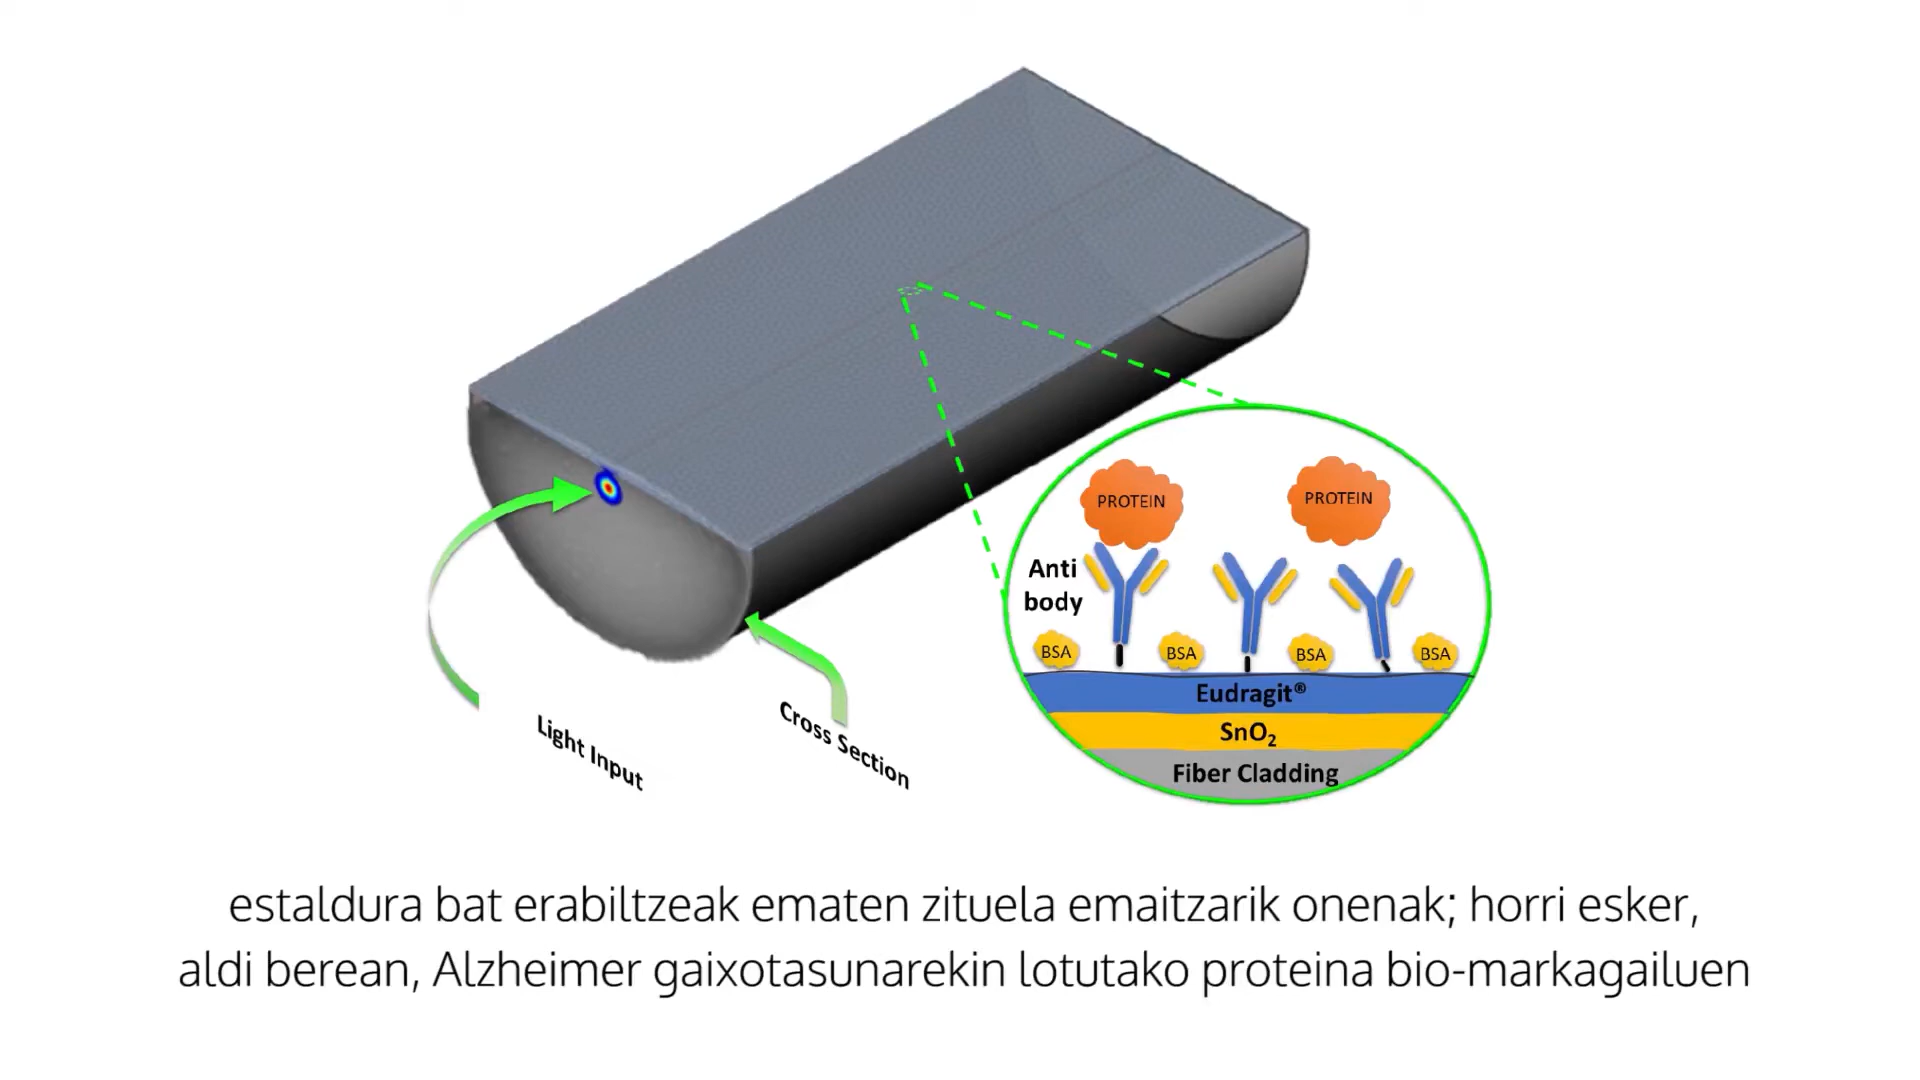 PROTEIN
PROTEIN
Anti
body
BSA
BSA
BSA
BSA
Eudragit®
SnO₂
Fiber Cladding
Light Input
Cross Section
estaldura bat erabiltzeak ematen zituela emaitzarik onenak; horri esker,
aldi berean, Alzheimer gaixotasunarekin lotutako proteina bio-markagailuen